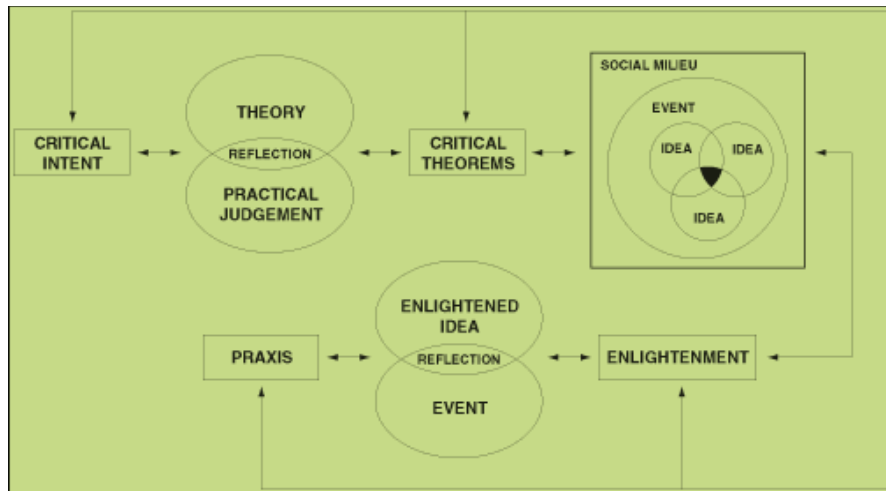 SOCIAL MILIEU
THEORY
EVENT
CRITICAL
INTENT
REFLECTION
CRITICAL
THEOREMS
IDEA
IDEA
PRACTICAL
JUDGEMENT
IDEA
ENLIGHTENED
IDEA
PRAXIS
REFLECTION
ENLIGHTENMENT
EVENT